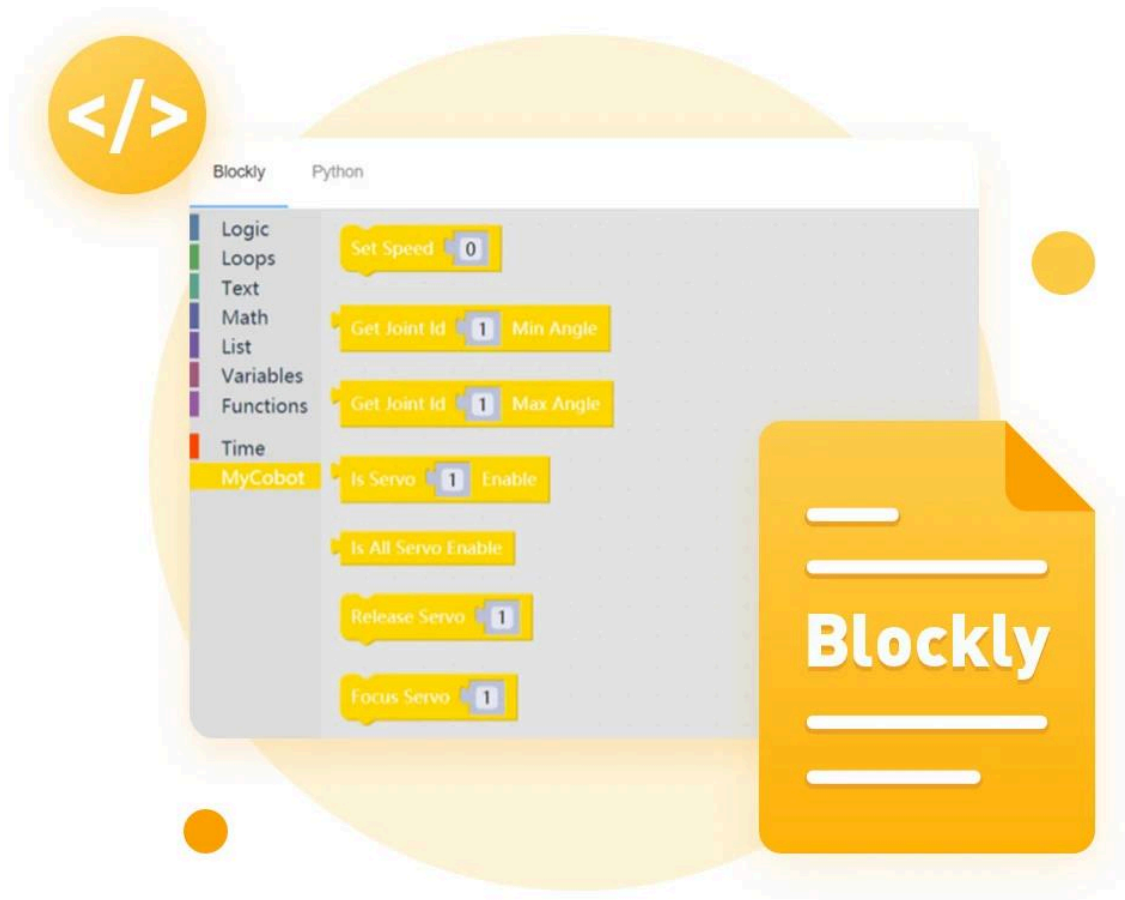 </>
Blockly Python
Logic
Loops
Text
Math
List
Variables
Functions
Time
MyCobot
Set Speed 0
Get Joint Id 1 Min Angle
Get Joint Id 1 Max Angle
Is Servo 1 Enable
Is All Servo Enable
Release Servo 1
Focus Servo 1
Blockly